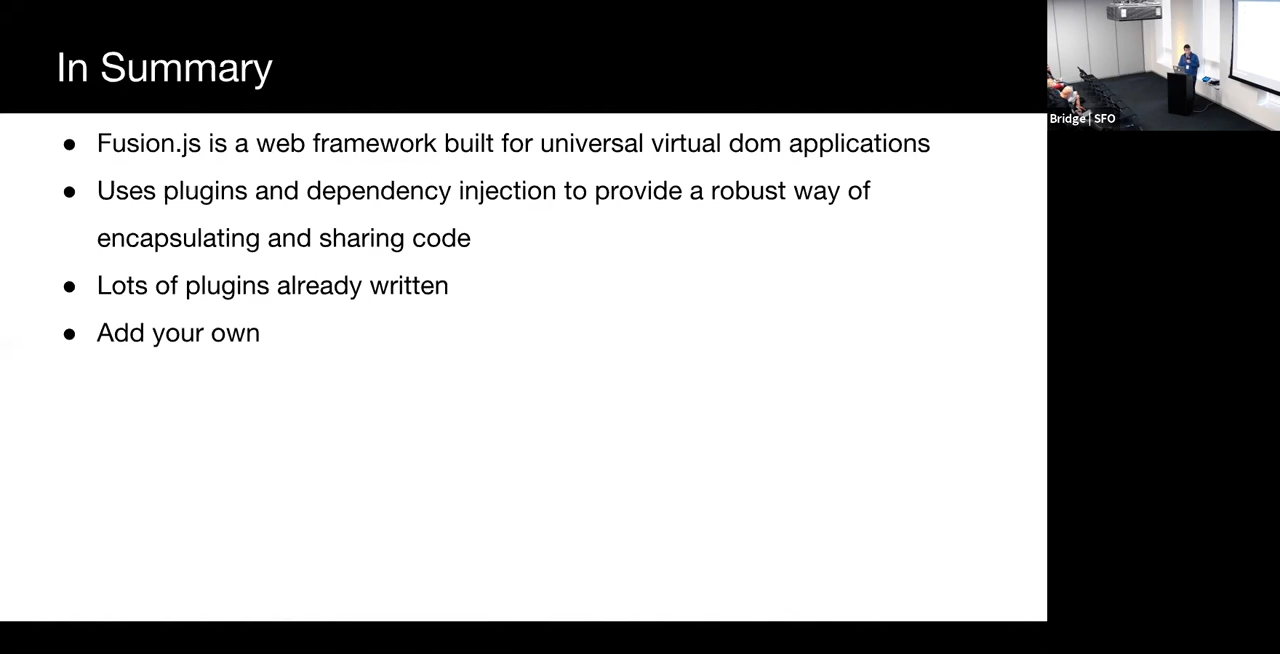 In Summary
● Fusion.js is a web framework built for universal virtual dom applications
● Uses plugins and dependency injection to provide a robust way of
encapsulating and sharing code
● Lots of plugins already written
● Add your own
Bridge | SFO